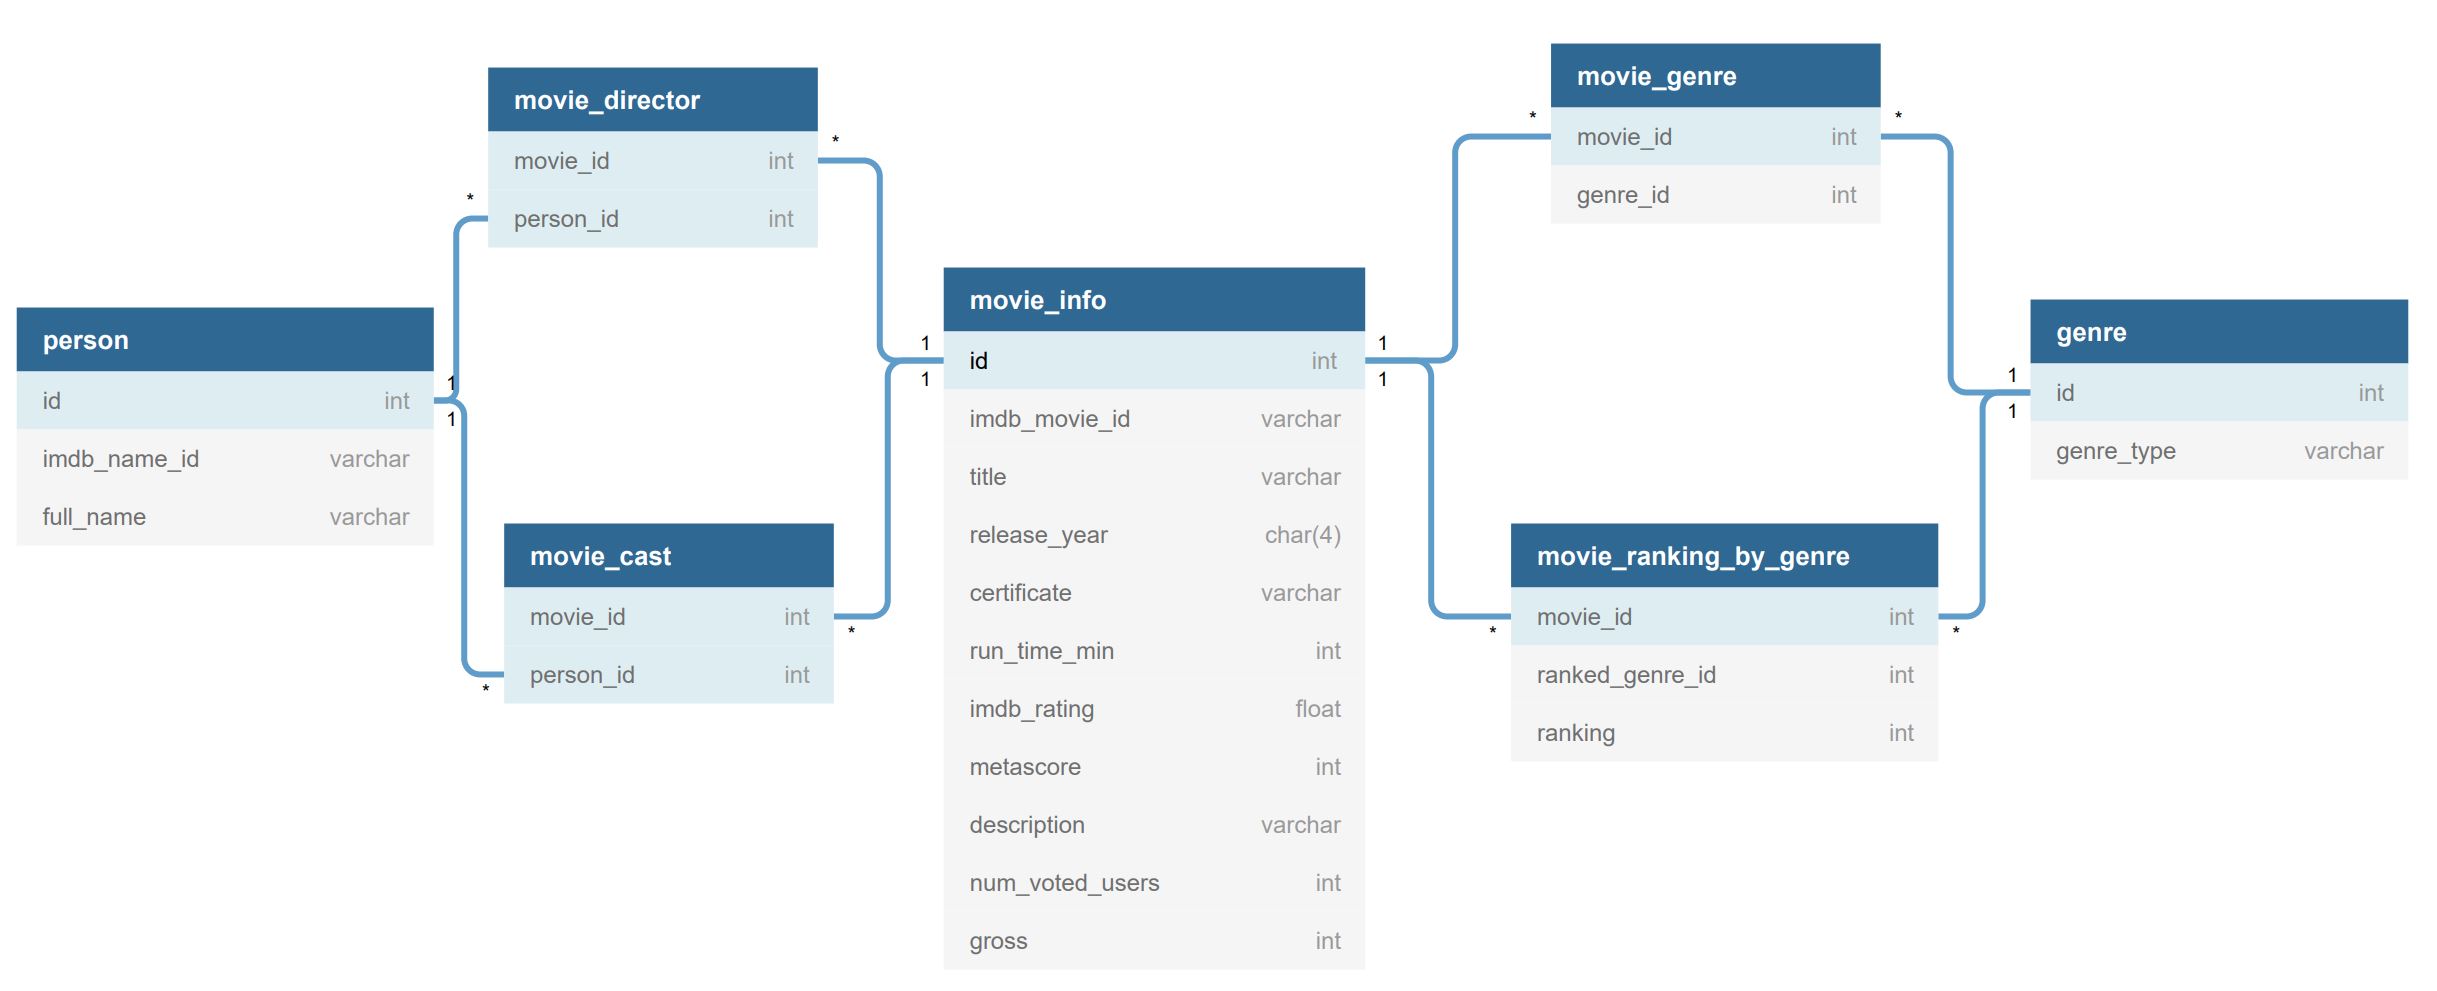 movie_director
movie_id int
person_id int
person
id int
imdb_name_id varchar
full_name varchar
movie_cast
movie_id int
person_id int
movie_info
id int
imdb_movie_id varchar
title varchar
release_year char(4)
certificate varchar
run_time_min int
imdb_rating float
metascore int
description varchar
num_voted_users int
gross int
movie_genre
movie_id int
genre_id int
genre
id int
genre_type varchar
movie_ranking_by_genre
movie_id int
ranked_genre_id int
ranking int
*
*
1
1
*
*
1
1
1
1
*
*
1
1
*
*